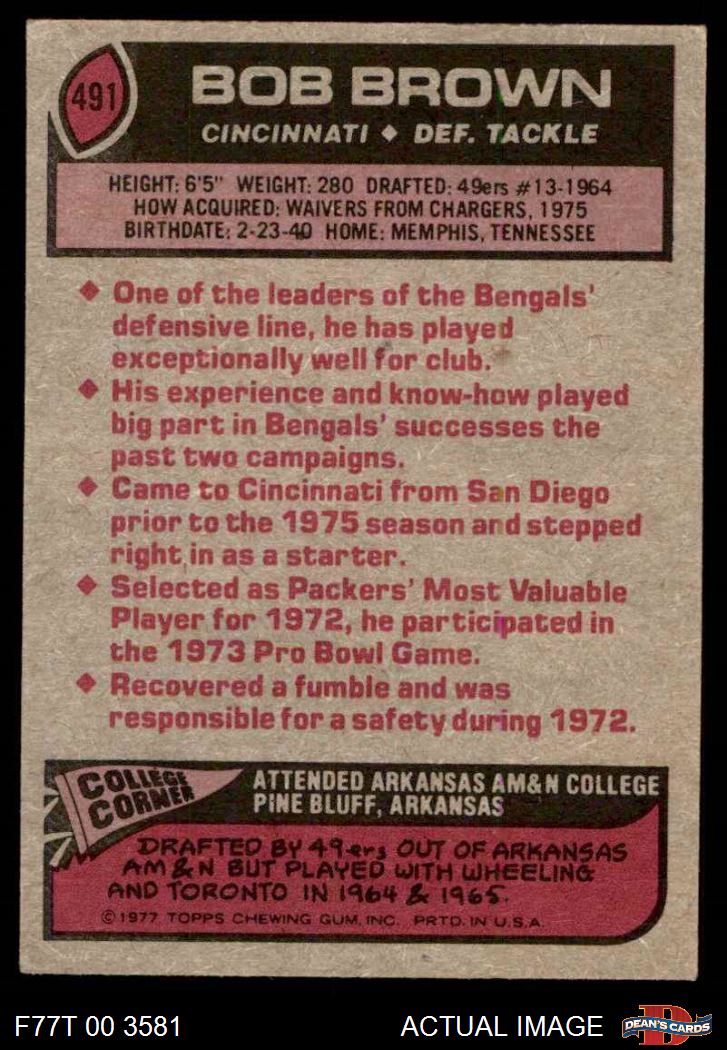 491
BOB BROWN
CINCINNATI ♦ DEF. TACKLE
HEIGHT: 6'5" WEIGHT: 280 DRAFTED: 49ers #13-1964
HOW ACQUIRED: WAIVERS FROM CHARGERS, 1975
BIRTHDATE: 2-23-40 HOME: MEMPHIS, TENNESSEE
♦ One of the leaders of the Bengals'
defensive line, he has played
exceptionally well for club.
♦ His experience and know-how played
big part in Bengals' successes the
past two campaigns.
♦ Came to Cincinnati from San Diego
prior to the 1975 season and stepped
right in as a starter.
♦ Selected as Packers' Most Valuable
Player for 1972, he participated in
the 1973 Pro Bowl Game.
♦ Recovered a fumble and was
responsible for a safety during 1972.
COLLEGE
CORNER
ATTENDED ARKANSAS AM&N COLLEGE
PINE BLUFF, ARKANSAS
DRAFTED BY 49ers OUT OF ARKANSAS
AM & N BUT PLAYED WITH WHEELING
AND TORONTO IN 1964 & 1965.
©1977 TOPPS CHEWING GUM, INC. PRTD. IN U.S.A.
F77T 00 3581
ACTUAL IMAGE
D
DEAN'S CARDS